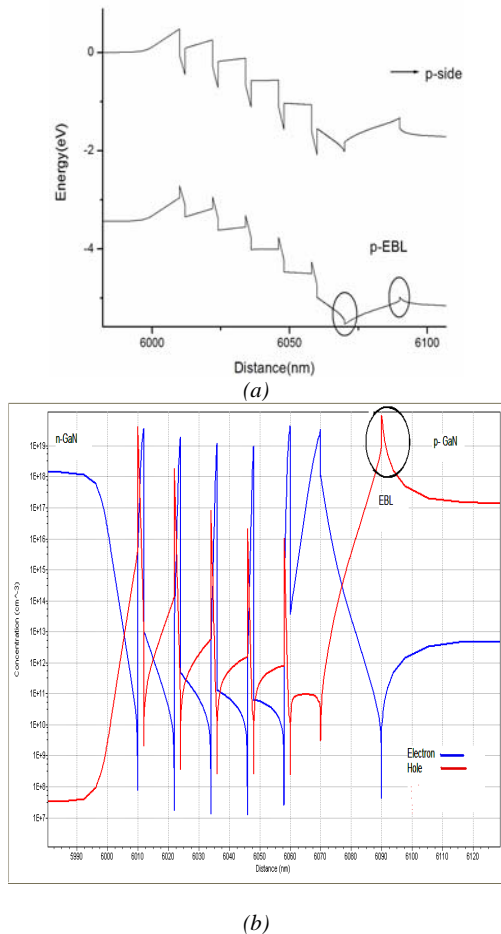 0
-2
-4
Energy(eV)
p-side
p-EBL
6000
6050
6100
Distance(nm)
(a)
n-GaN
p- GaN
EBL
1E+19
1E+18
1E+17
1E+16
1E+15
1E+14
1E+13
1E+12
1E+11
1E+10
1E+9
1E+8
1E+7
Concentration (cm^-3)
Electron
Hole
5990 6000 6010 6020 6030 6040 6050 6060 6070 6080 6090 6100 6110 6120
Distance (nm)
(b)